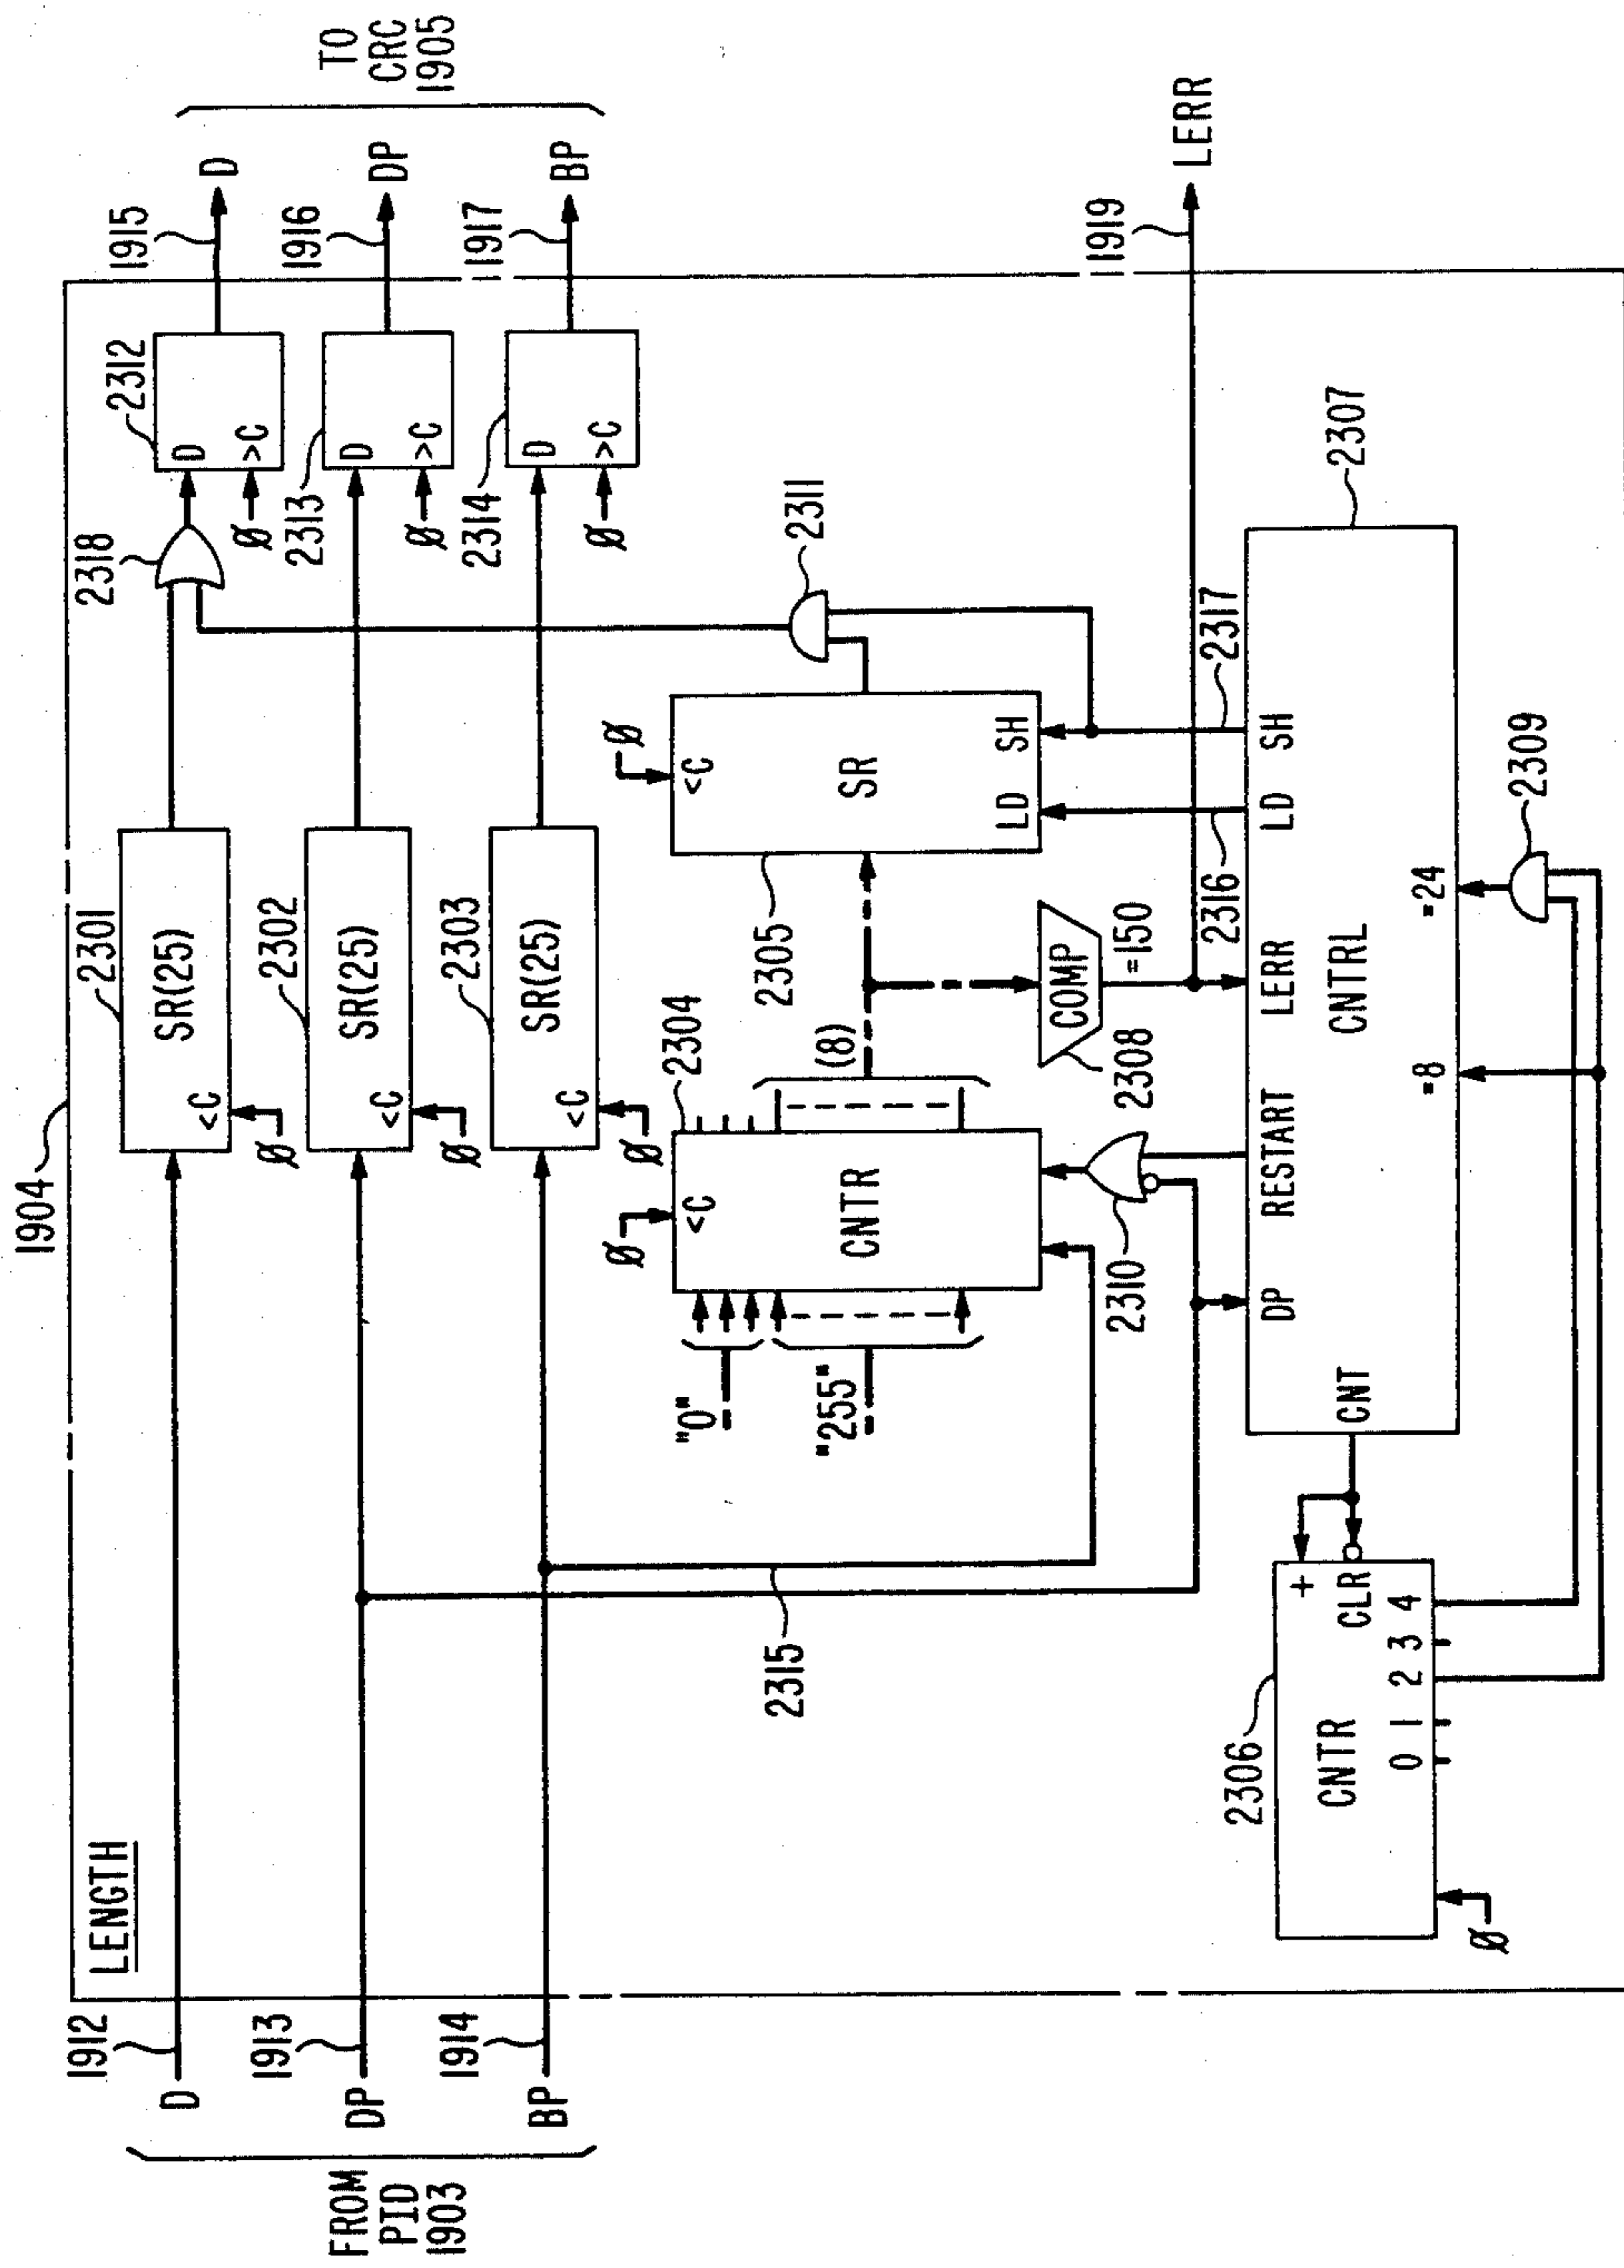 1904
LENGTH
FROM
PID
1903
D
1912
DP
1913
BP
1914
2301
SR(25)
<C
Ø
2302
SR(25)
<C
Ø
2303
SR(25)
<C
Ø
2318
2312
D
>C
Ø
2313
D
>C
Ø
2314
D
>C
Ø
1915
D
1916
DP
1917
BP
TO
CRC
1905
2315
"0"
"255"
Ø
<C
CNTR
2304
(8)
2310
2305
Ø
<C
SR
LD
SH
2311
COMP
2308
=150
1919
LERR
2316
2317
2307
DP
RESTART
LERR
LD
SH
CNT
CNTRL
=8
=24
2309
2306
CNTR
+
CLR
0 1 2 3 4
Ø